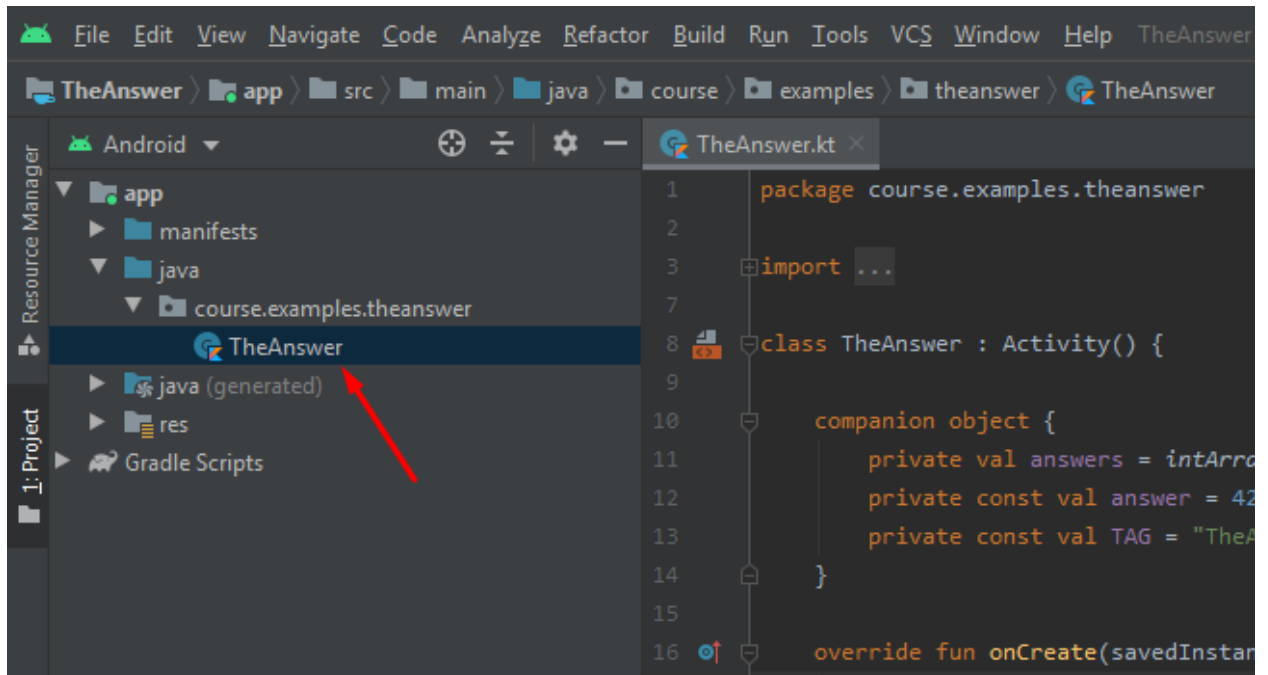 File Edit View Navigate Code Analyze Refactor Build Run Tools VCS Window Help TheAnswer
TheAnswer app src main java course examples theanswer TheAnswer
Android
TheAnswer.kt
Resource Manager
1: Project
app
manifests
java
course.examples.theanswer
TheAnswer
java (generated)
res
Gradle Scripts
1 package course.examples.theanswer
2
3 import ...
7
8 class TheAnswer : Activity() {
9
10 companion object {
11 private val answers = intArra
12 private const val answer = 42
13 private const val TAG = "TheA
14 }
15
16 override fun onCreate(savedInstan